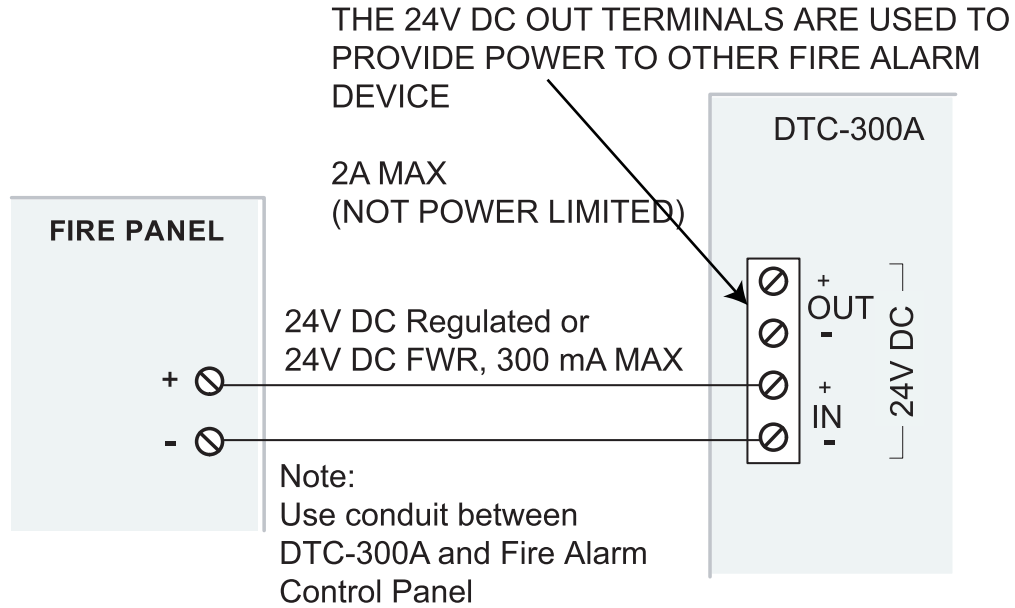 THE 24V DC OUT TERMINALS ARE USED TO
PROVIDE POWER TO OTHER FIRE ALARM
DEVICE
2A MAX
(NOT POWER LIMITED)
DTC-300A
FIRE PANEL
24V DC Regulated or
24V DC FWR, 300 mA MAX
+
-
+
OUT
-
+
IN
-
24V DC
Note:
Use conduit between
DTC-300A and Fire Alarm
Control Panel